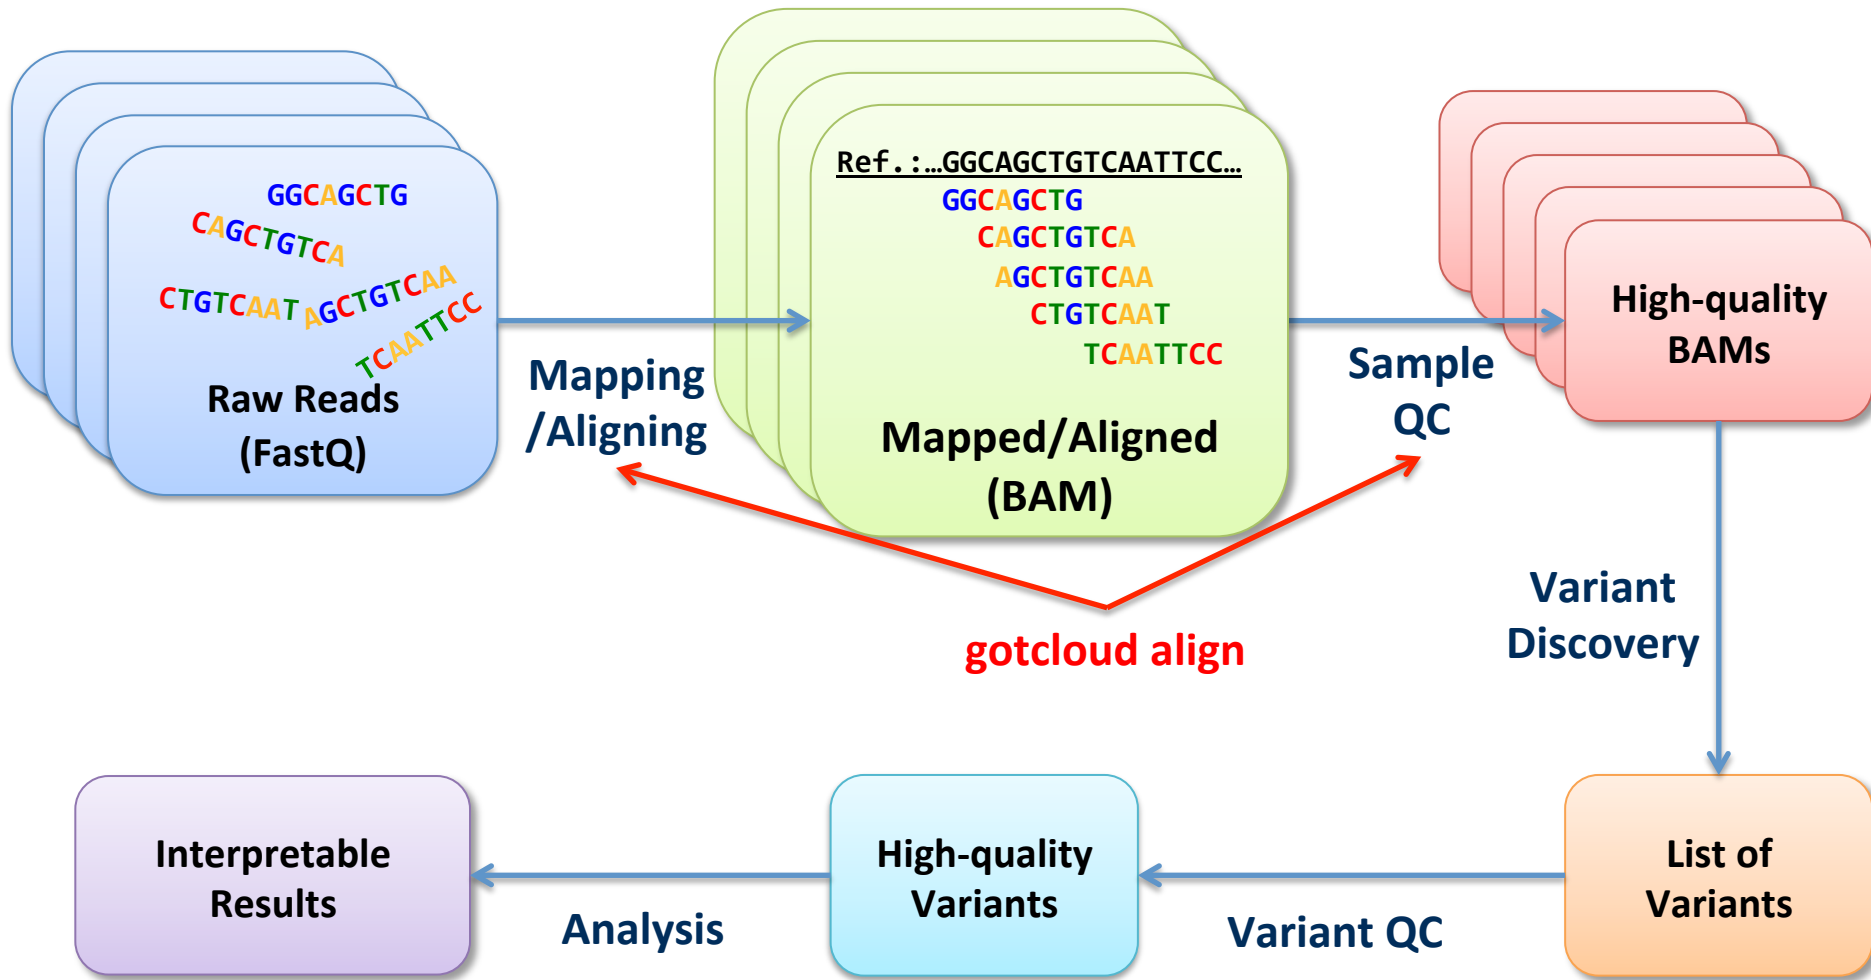 GGCAGCTG
CAGCTGTCA
CTGTCAAT
AGCTGTCAA
TCAATTCC
Raw Reads
(FastQ)
Mapping
/Aligning
Ref.:…GGCAGCTGTCAATTCC…
GGCAGCTG
CAGCTGTCA
AGCTGTCAA
CTGTCAAT
TCAATTCC
Mapped/Aligned
(BAM)
Sample
QC
High-quality
BAMs
gotcloud align
Variant
Discovery
List of
Variants
Variant QC
High-quality
Variants
Analysis
Interpretable
Results